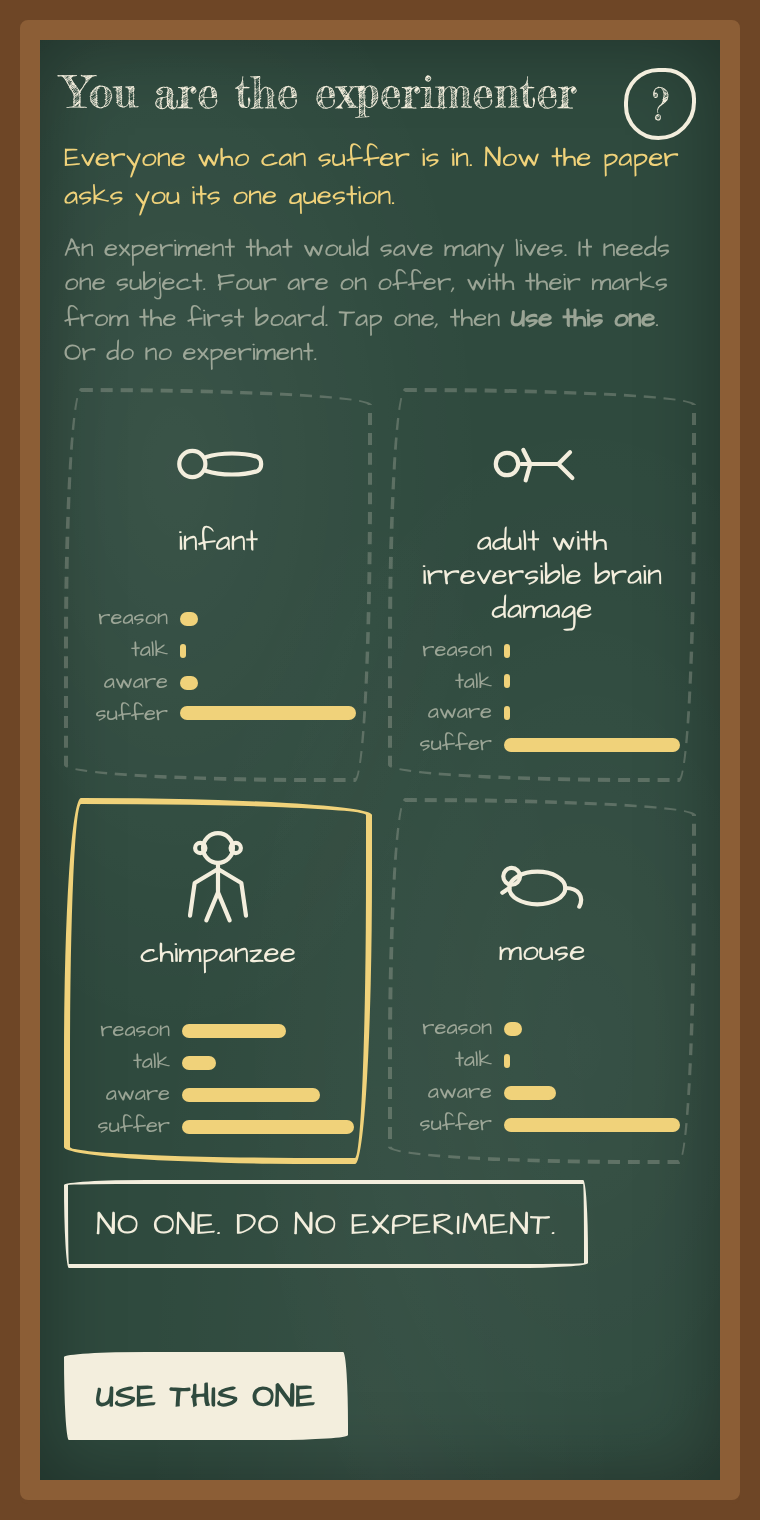 You are the experimenter
?
Everyone who can suffer is in. Now the paper
asks you its one question.
An experiment that would save many lives. It needs
one subject. Four are on offer, with their marks
from the first board. Tap one, then Use this one.
Or do no experiment.
infant
reason
talk
aware
suffer
adult with
irreversible brain
damage
reason
talk
aware
suffer
chimpanzee
reason
talk
aware
suffer
mouse
reason
talk
aware
suffer
NO ONE. DO NO EXPERIMENT.
USE THIS ONE